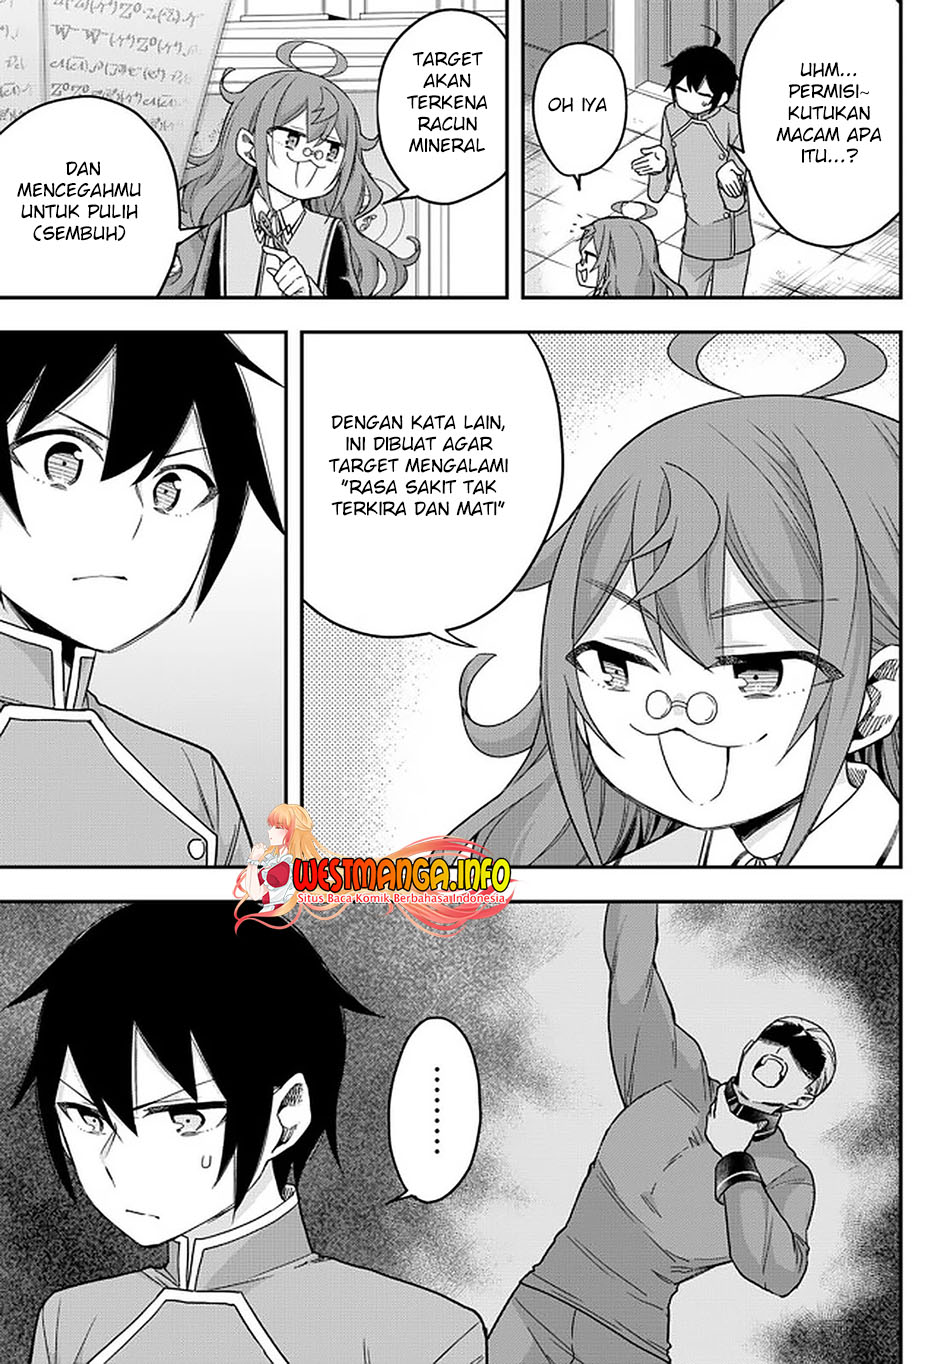 UHM...
PERMISI~
KUTUKAN
MACAM APA
ITU...?
OH IYA
TARGET
AKAN
TERKENA
RACUN
MINERAL
DAN
MENCEGAHMU
UNTUK PULIH
(SEMBUH)
DENGAN KATA LAIN,
INI DIBUAT AGAR
TARGET MENGALAMI
"RASA SAKIT TAK
TERKIRA DAN MATI"
WESTMANGA.INFO
Situs Baca Komik Berbahasa Indonesia
.........